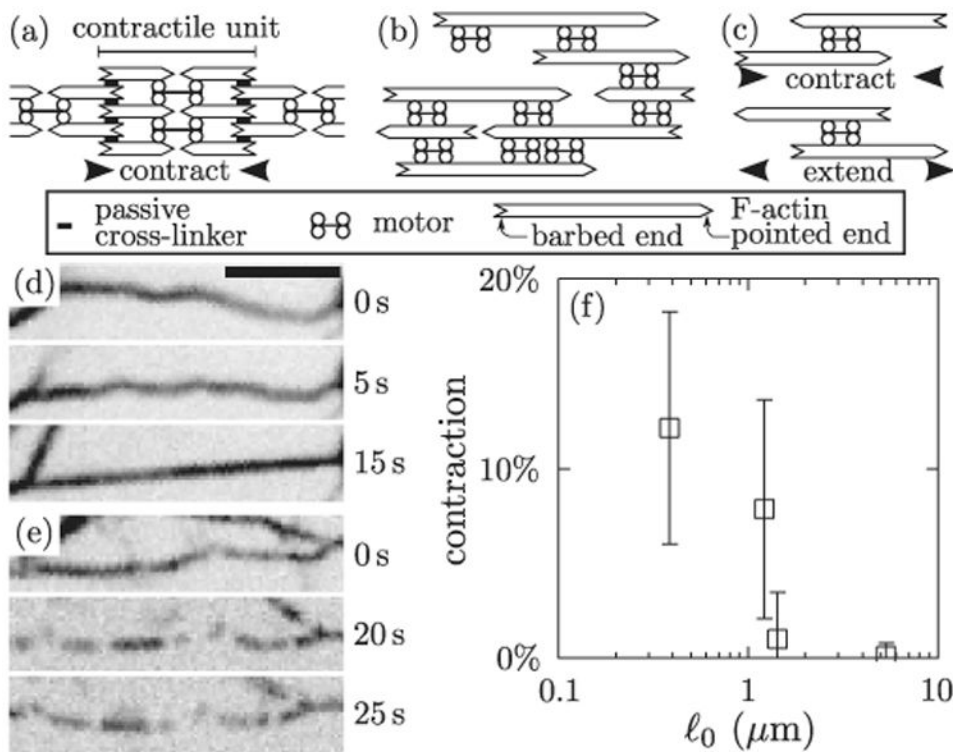 (a) contractile unit
contract
(b)
(c)
contract
extend
passive cross-linker
motor
barbed end
F-actin pointed end
(d)
0 s
5 s
15 s
(e)
0 s
20 s
25 s
(f)
20%
10%
0%
contraction
0.1 1 10
ℓ₀ (μm)